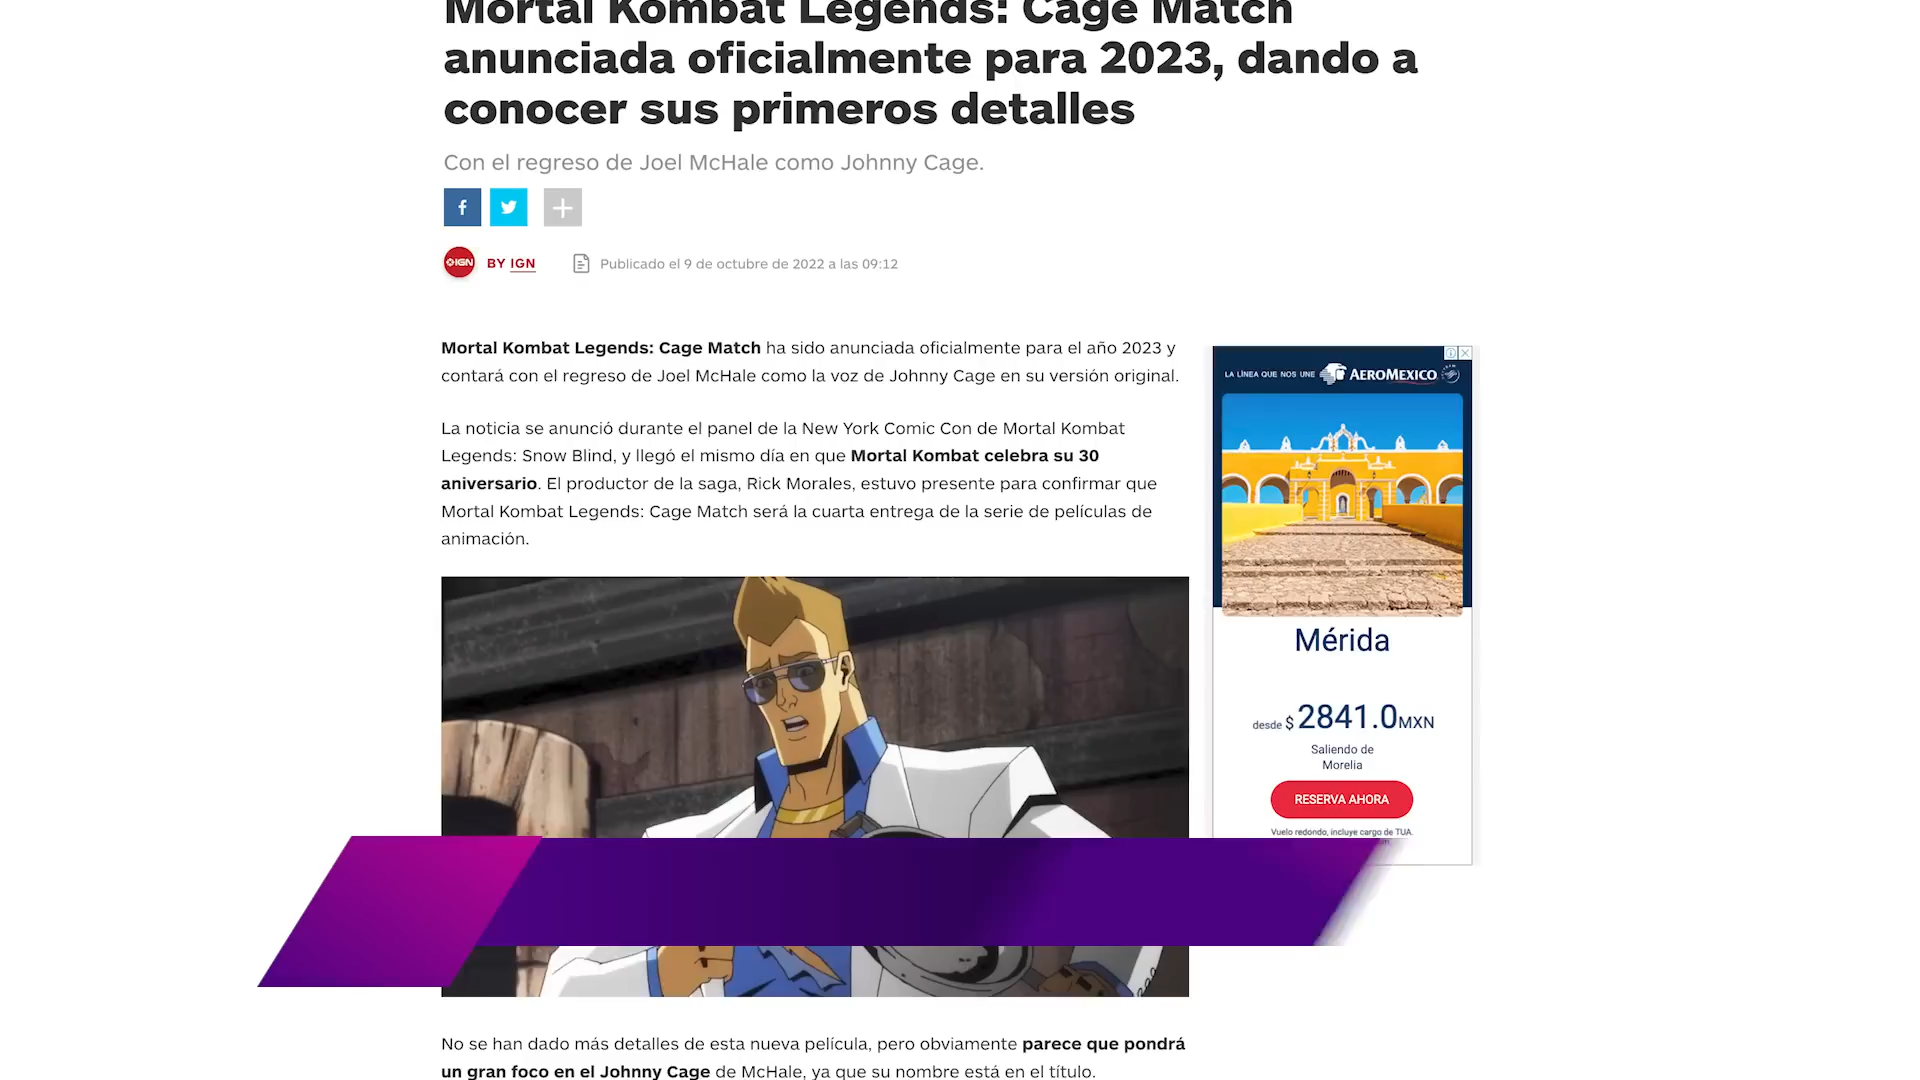 Mortal Kombat Legends: Cage Match
anunciada oficialmente para 2023, dando a
conocer sus primeros detalles
Con el regreso de Joel McHale como Johnny Cage.
IGN
BY IGN
Publicado el 9 de octubre de 2022 a las 09:12
Mortal Kombat Legends: Cage Match ha sido anunciada oficialmente para el año 2023 y
contará con el regreso de Joel McHale como la voz de Johnny Cage en su versión original.
La noticia se anunció durante el panel de la New York Comic Con de Mortal Kombat
Legends: Snow Blind, y llegó el mismo día en que Mortal Kombat celebra su 30
aniversario. El productor de la saga, Rick Morales, estuvo presente para confirmar que
Mortal Kombat Legends: Cage Match será la cuarta entrega de la serie de películas de
animación.
LA LÍNEA QUE NOS UNE AEROMEXICO
Mérida
desde $ 2841.0 MXN
Saliendo de
Morelia
RESERVA AHORA
Vuelo redondo, incluye cargo de TUA.
No se han dado más detalles de esta nueva película, pero obviamente parece que pondrá
un gran foco en el Johnny Cage de McHale, ya que su nombre está en el título.